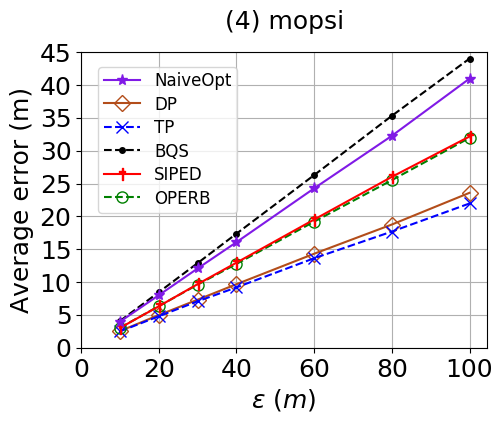 (4) mopsi
Average error (m)
45
40
35
30
25
20
15
10
5
0
NaiveOpt
DP
TP
BQS
SIPED
OPERB
0 20 40 60 80 100
ε (m)